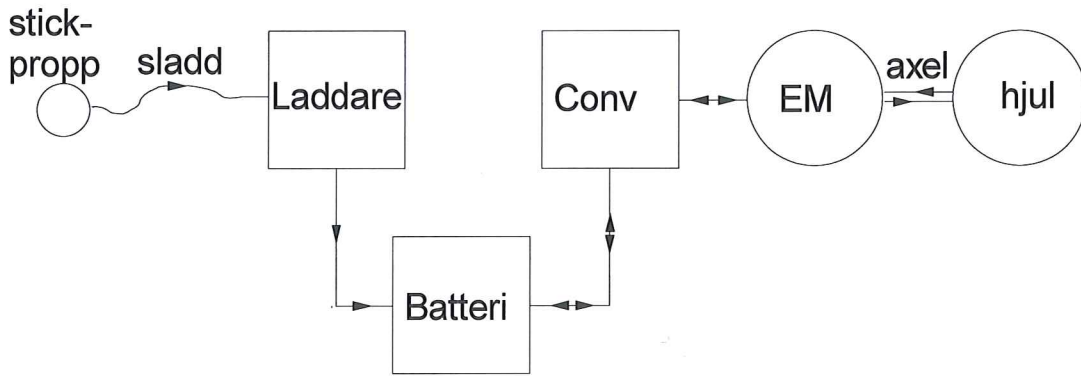 stick-
propp
sladd
Laddare
Conv
EM
axel
hjul
Batteri